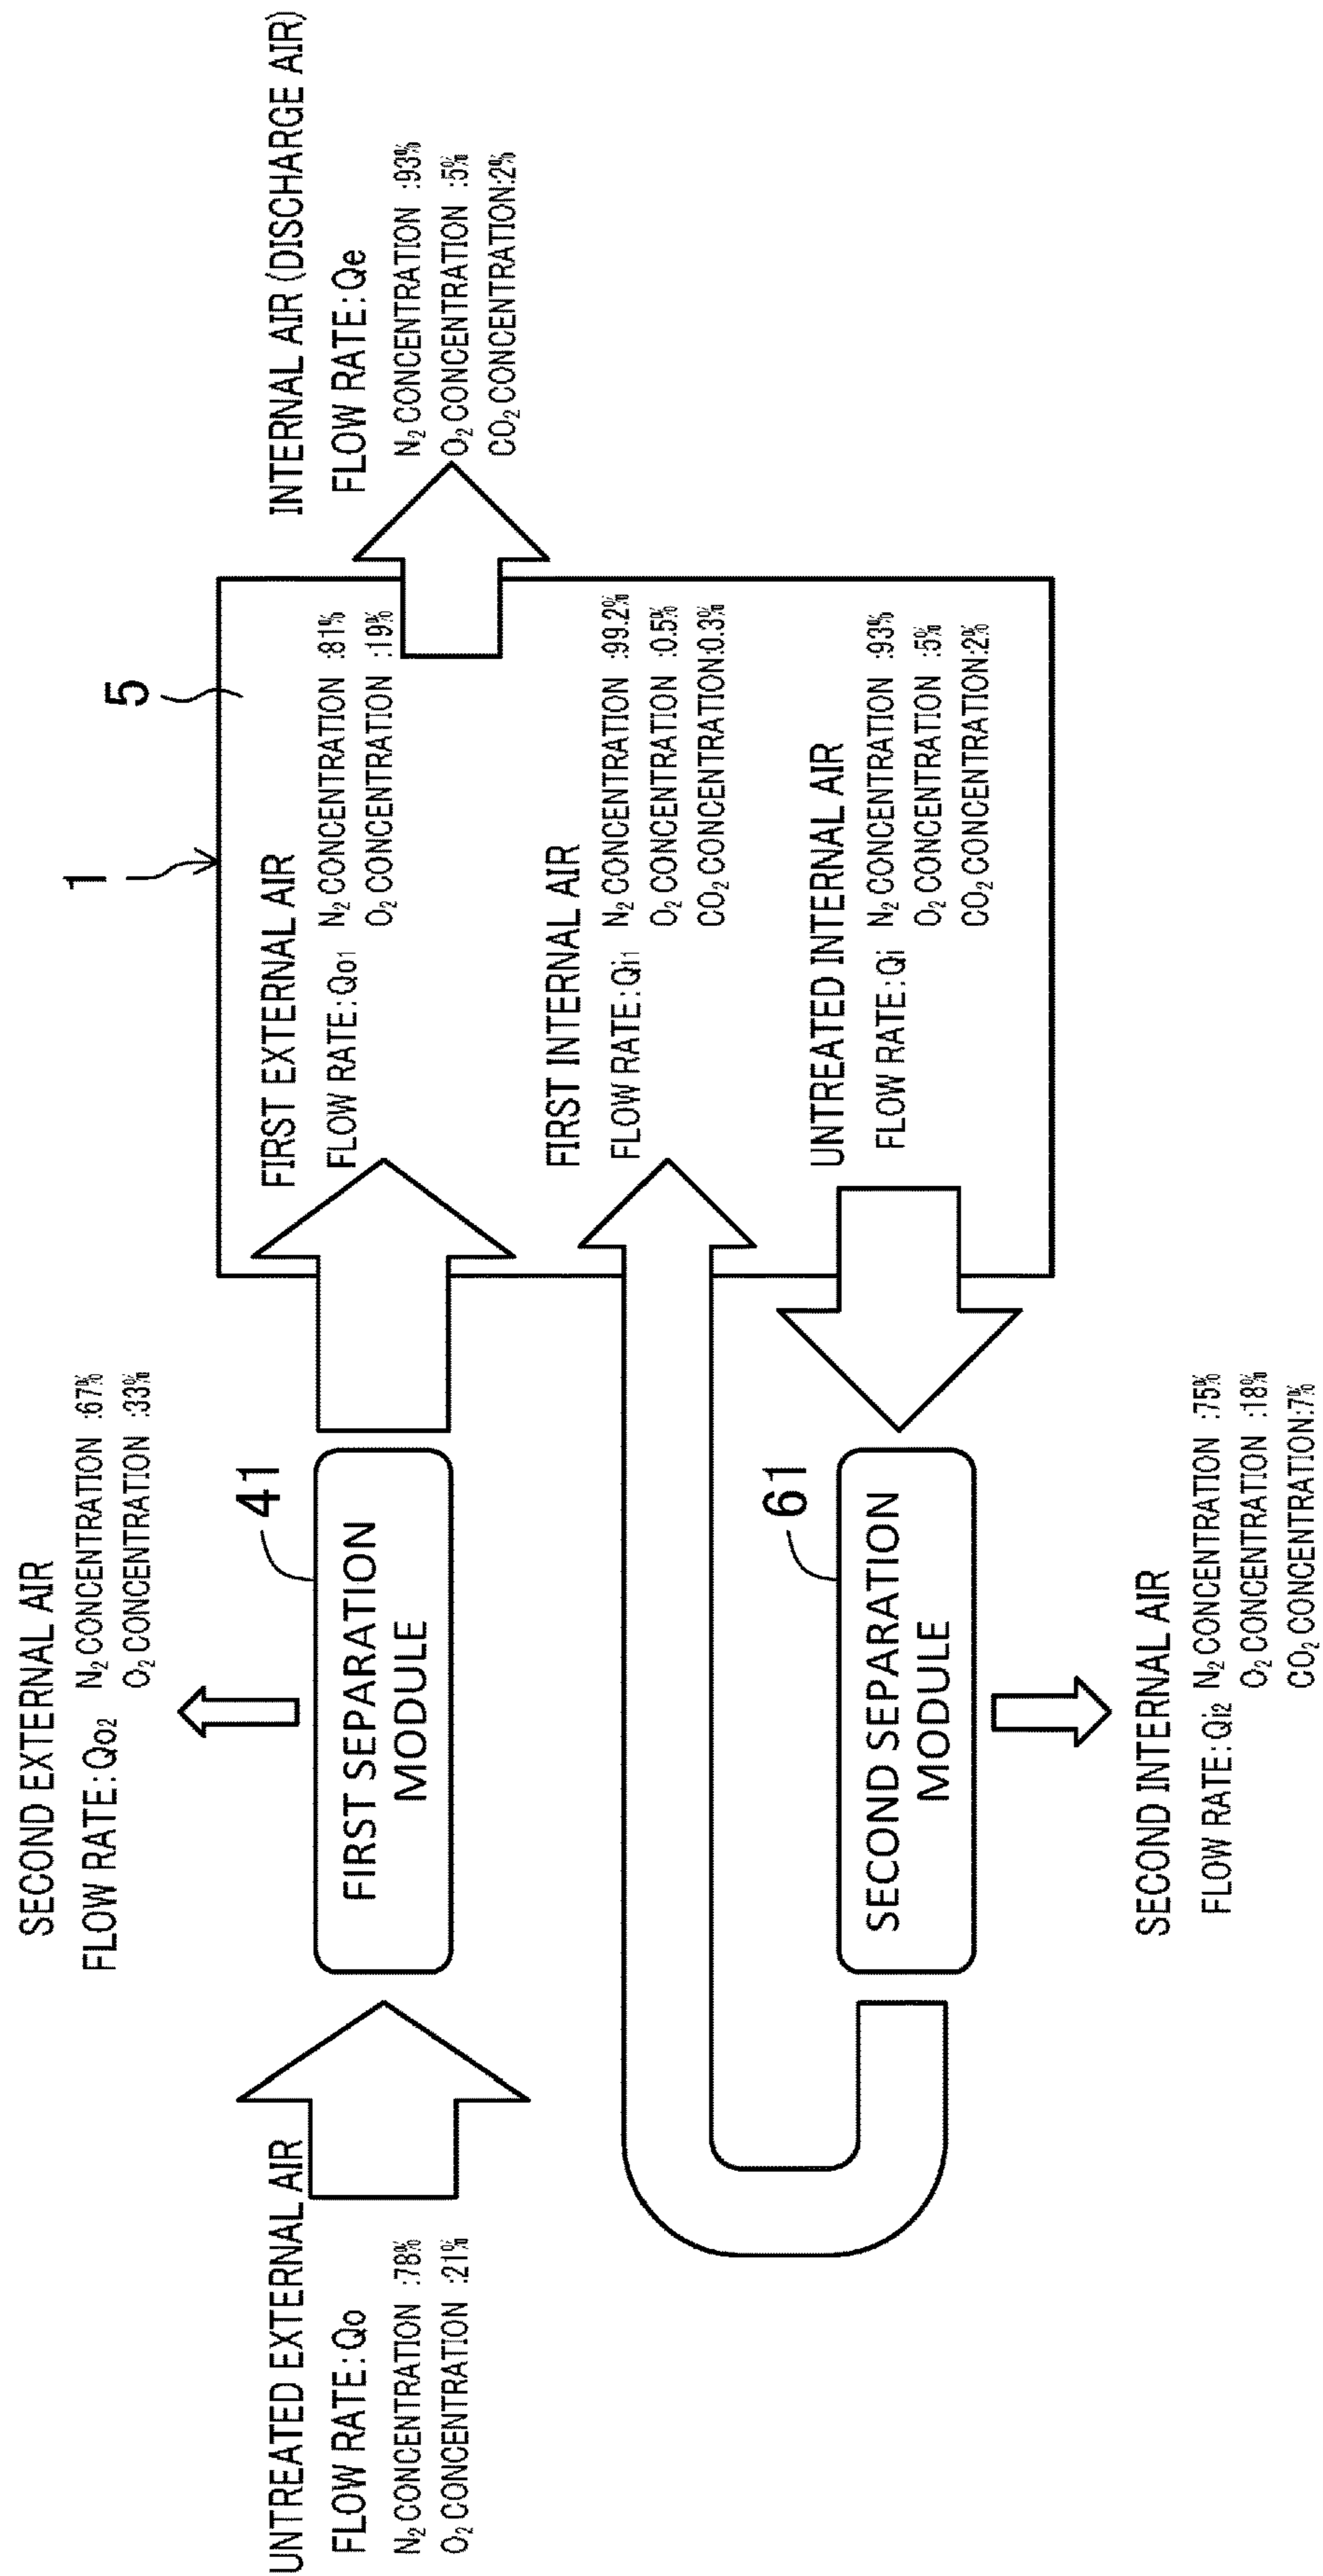 SECOND EXTERNAL AIR
FLOW RATE:Qo2
N2 CONCENTRATION :67%
O2 CONCENTRATION :33%
UNTREATED EXTERNAL AIR
FLOW RATE:Qo
N2 CONCENTRATION :78%
O2 CONCENTRATION :21%
41
FIRST SEPARATION
MODULE
1
5
FIRST EXTERNAL AIR
FLOW RATE:Qo1
N2 CONCENTRATION :81%
O2 CONCENTRATION :19%
INTERNAL AIR (DISCHARGE AIR)
FLOW RATE:Qe
N2 CONCENTRATION :93%
O2 CONCENTRATION :5%
CO2 CONCENTRATION:2%
FIRST INTERNAL AIR
FLOW RATE:Qi1
N2 CONCENTRATION :99.2%
O2 CONCENTRATION :0.5%
CO2 CONCENTRATION:0.3%
UNTREATED INTERNAL AIR
FLOW RATE:Qi
N2 CONCENTRATION :93%
O2 CONCENTRATION :5%
CO2 CONCENTRATION:2%
61
SECOND SEPARATION
MODULE
SECOND INTERNAL AIR
FLOW RATE:Qi2
N2 CONCENTRATION :75%
O2 CONCENTRATION :18%
CO2 CONCENTRATION:7%